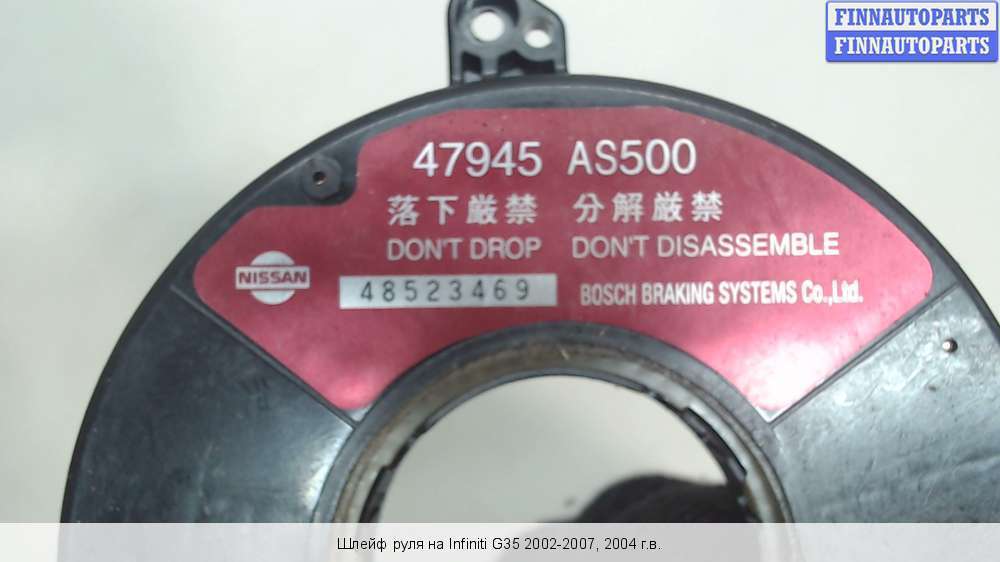 FINNAUTOPARTS
FINNAUTOPARTS
47945 AS500
落下厳禁 分解厳禁
DON'T DROP DON'T DISASSEMBLE
NISSAN
48523469
BOSCH BRAKING SYSTEMS Co.,Ltd.
Шлейф руля на Infiniti G35 2002-2007, 2004 г.в.